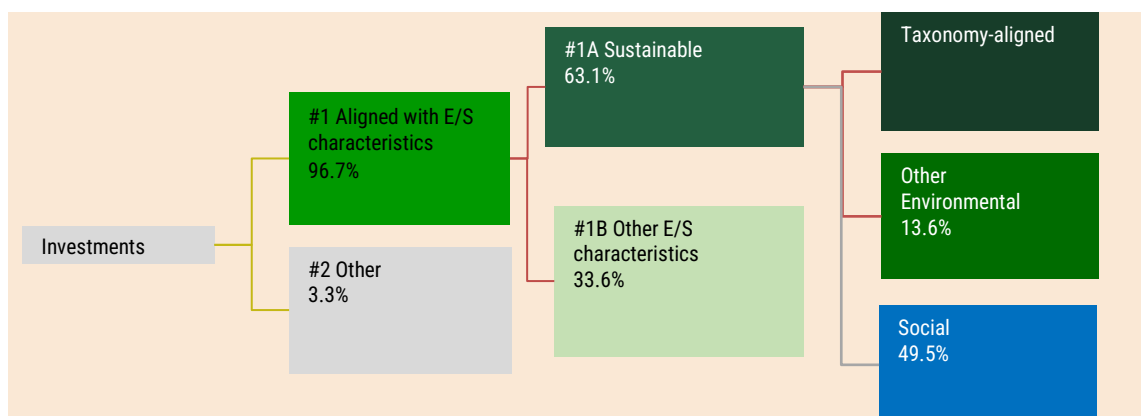 Investments
#1 Aligned with E/S
characteristics
96.7%
#2 Other
3.3%
#1A Sustainable
63.1%
#1B Other E/S
characteristics
33.6%
Taxonomy-aligned
Other
Environmental
13.6%
Social
49.5%